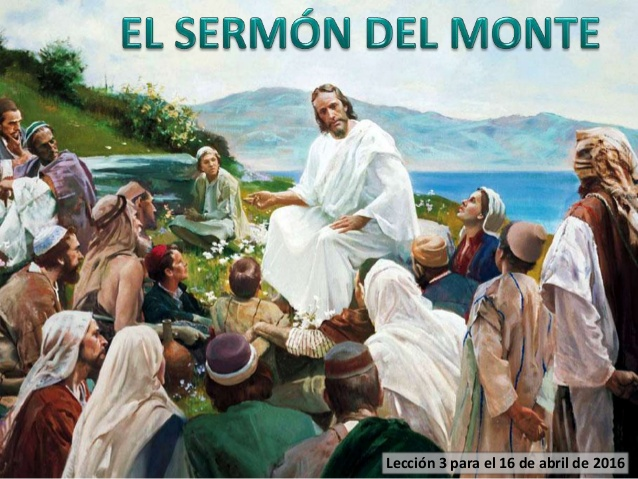 EL SERMÓN DEL MONTE
Lección 3 para el 16 de abril de 2016